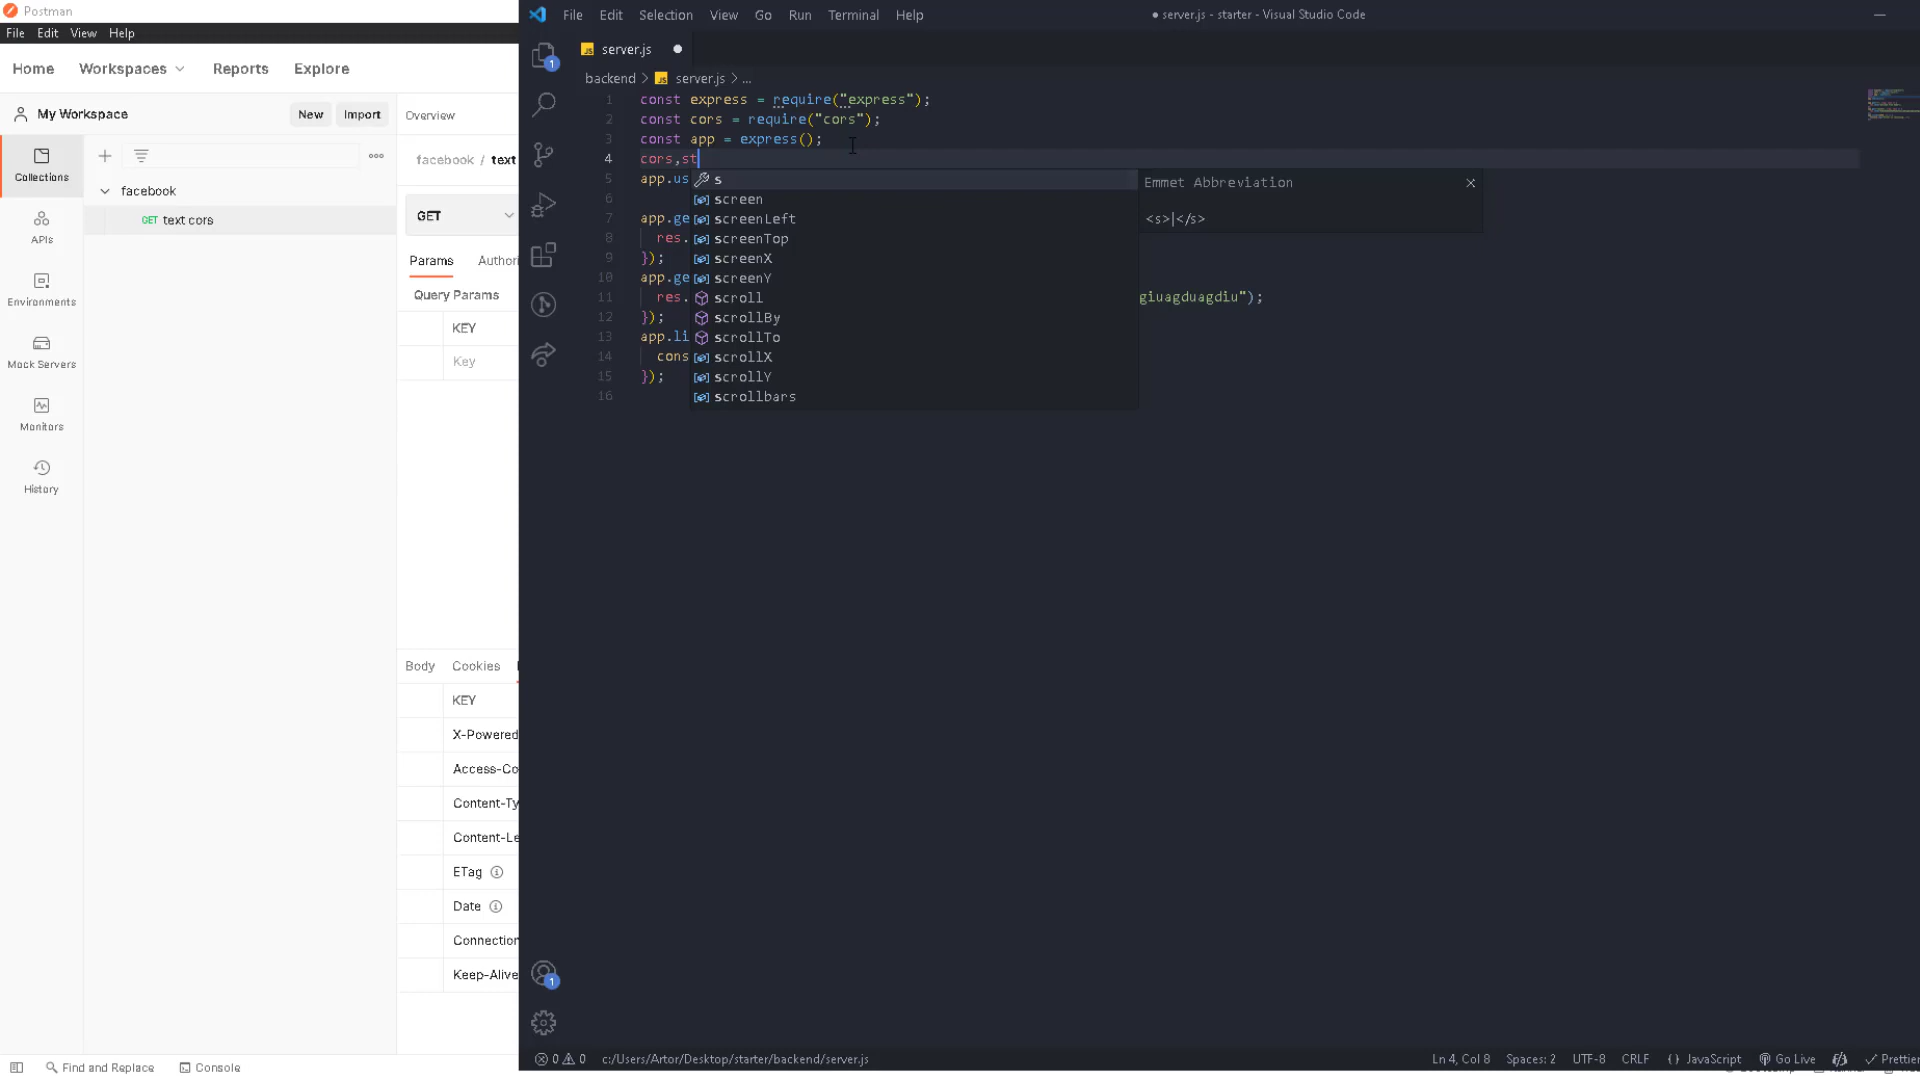 Postman
File Edit View Help
Home Workspaces Reports Explore
My Workspace New Import
Collections
facebook
GET text cors
APIs
Environments
Mock Servers
Monitors
History
Overview
facebook / text
GET
Params Authori
Query Params
KEY
Key
Body Cookies
KEY
X-Powered
Access-Co
Content-Ty
Content-Le
ETag
Date
Connection
Keep-Alive
Find and Replace Console
File Edit Selection View Go Run Terminal Help
● server.js - starter - Visual Studio Code
JS server.js ●
backend > JS server.js > ...
1 const express = require("express");
2 const cors = require("cors");
3 const app = express();
4 cors,st
5 app.us
6
7 app.ge
8 res.
9 });
10 app.ge
11 res. giuagduagdiu");
12 });
13 app.li
14 cons
15 });
16
s
screen
screenLeft
screenTop
screenX
screenY
scroll
scrollBy
scrollTo
scrollX
scrollY
scrollbars
Emmet Abbreviation
<s>|</s>
1
1
0 0 c:/Users/Artor/Desktop/starter/backend/server.js
Ln 4, Col 8 Spaces: 2 UTF-8 CRLF {} JavaScript Go Live Prettier